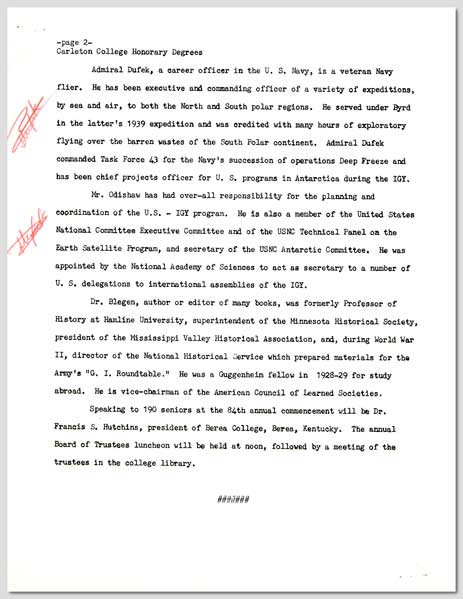 -page 2-
Carleton College Honorary Degrees
Admiral Dufek, a career officer in the U. S. Navy, is a veteran Navy
flier. He has been executive and commanding officer of a variety of expeditions,
by sea and air, to both the North and South polar regions. He served under Byrd
in the latter's 1939 expedition and was credited with many hours of exploratory
flying over the barren wastes of the South Polar continent. Admiral Dufek
commanded Task Force 43 for the Navy's succession of operations Deep Freeze and
has been chief projects officer for U. S. programs in Antarctica during the IGY.
Mr. Odishaw has had over-all responsibility for the planning and
coordination of the U.S. - IGY program. He is also a member of the United States
National Committee Executive Committee and of the USNC Technical Panel on the
Earth Satellite Program, and secretary of the USNC Antarctic Committee. He was
appointed by the National Academy of Sciences to act as secretary to a number of
U. S. delegations to international assemblies of the IGY.
Dr. Blegen, author or editor of many books, was formerly Professor of
History at Hamline University, superintendent of the Minnesota Historical Society,
president of the Mississippi Valley Historical Association, and, during World War
II, director of the National Historical Service which prepared materials for the
Army's "G. I. Roundtable." He was a Guggenheim fellow in 1928-29 for study
abroad. He is vice-chairman of the American Council of Learned Societies.
Speaking to 190 seniors at the 84th annual commencement will be Dr.
Francis S. Hutchins, president of Berea College, Berea, Kentucky. The annual
Board of Trustees luncheon will be held at noon, followed by a meeting of the
trustees in the college library.
#######